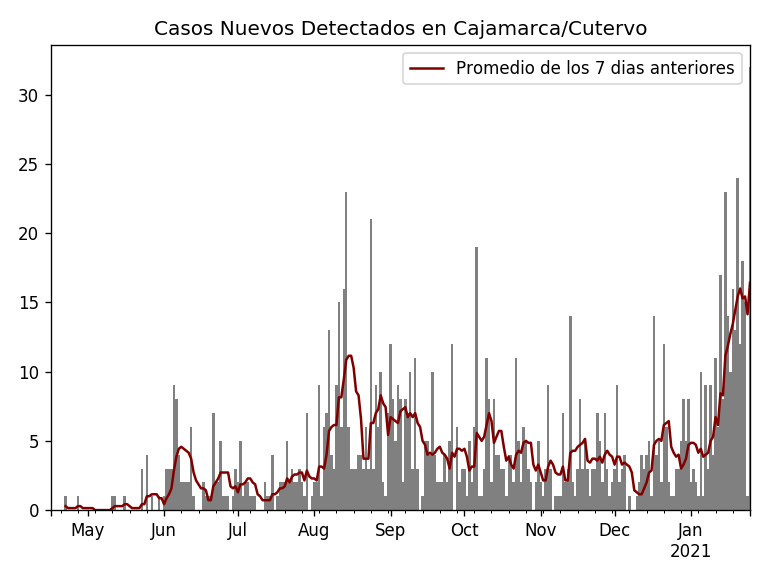 Casos Nuevos Detectados en Cajamarca/Cutervo
Promedio de los 7 dias anteriores
30
25
20
15
10
5
0
May Jun Jul Aug Sep Oct Nov Dec Jan
2021